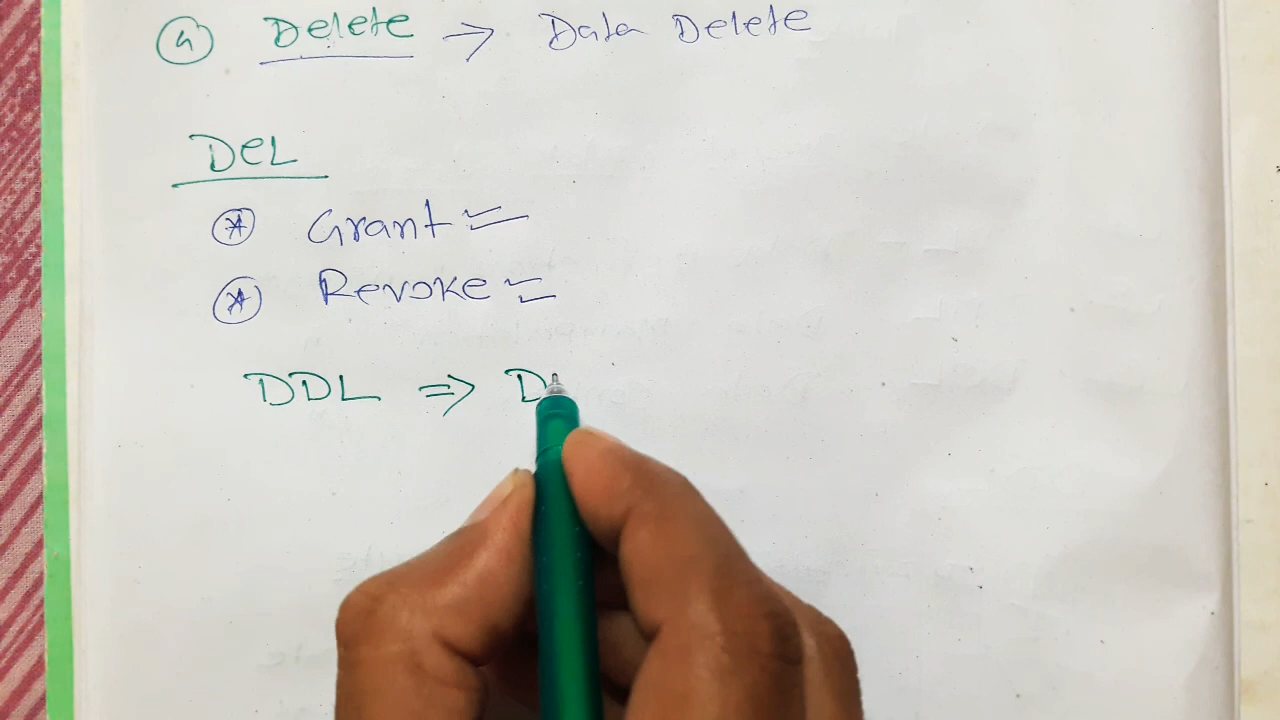 4 Delete → Data Delete
DCL
* Grant
* Revoke
DDL ⇒ D